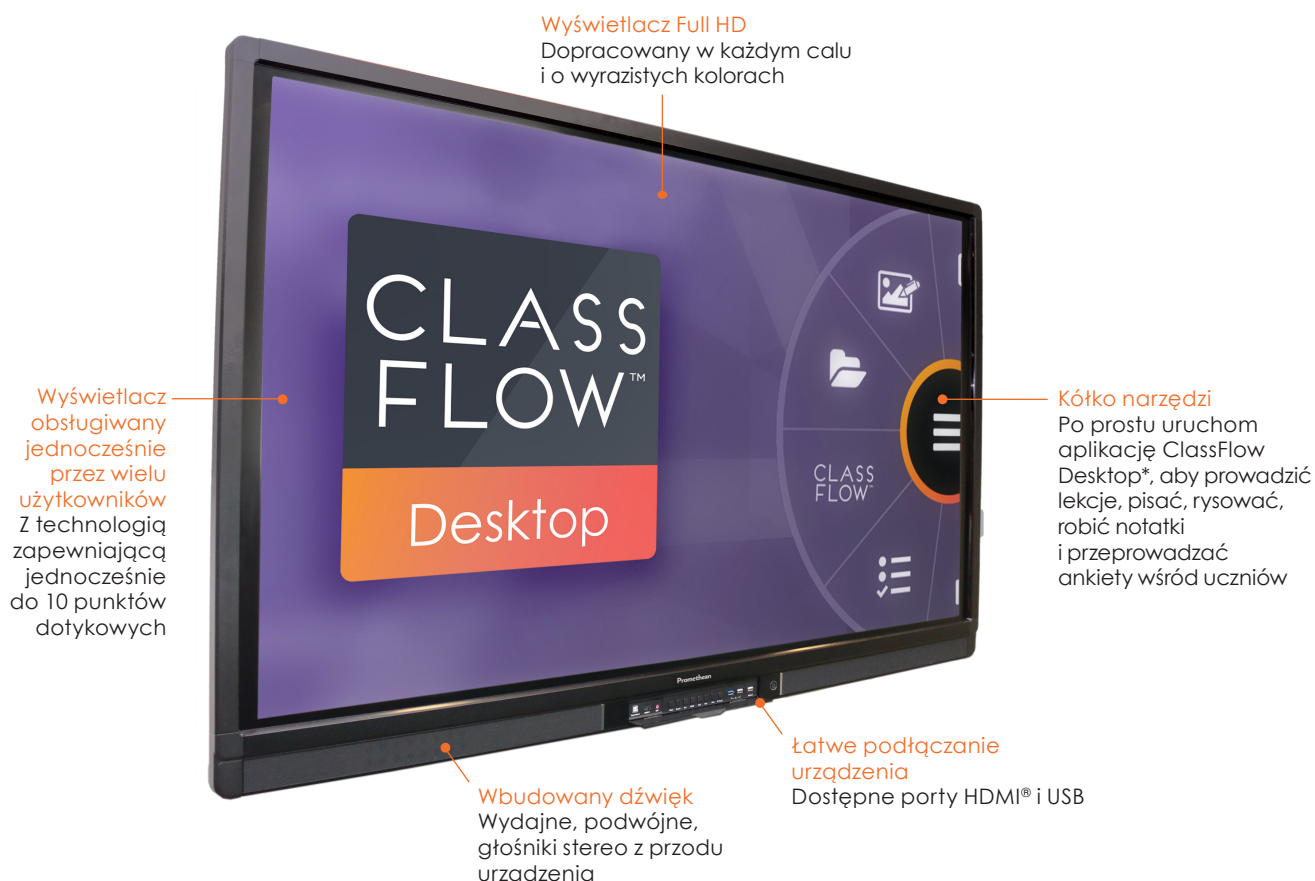 Wyświetlacz Full HD
Dopracowany w każdym calu
i o wyrazistych kolorach
CLASS
FLOW™
Desktop
CLASS
FLOW™
Wyświetlacz
obsługiwany
jednocześnie
przez wielu
użytkowników
Z technologią
zapewniającą
jednocześnie
do 10 punktów
dotykowych
Kółko narzędzi
Po prostu uruchom
aplikację ClassFlow
Desktop*, aby prowadzić
lekcje, pisać, rysować,
robić notatki
i przeprowadzać
ankiety wśród uczniów
Promethean
Łatwe podłączanie
urządzenia
Dostępne porty HDMI® i USB
Wbudowany dźwięk
Wydajne, podwójne,
głośniki stereo z przodu
urządzenia